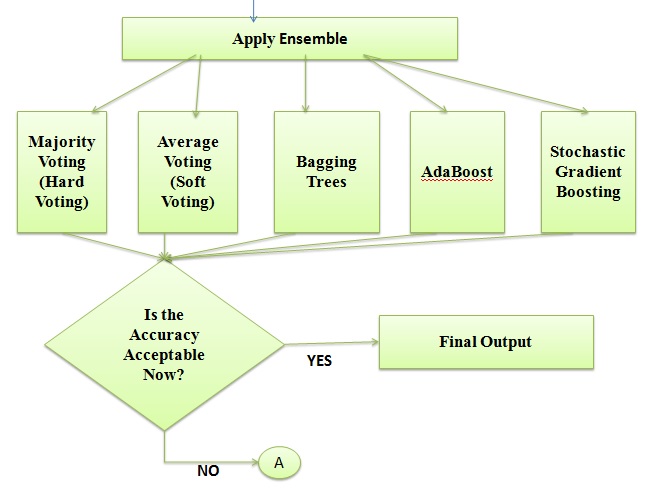 Apply Ensemble
Majority
Voting
(Hard
Voting)
Average
Voting
(Soft
Voting)
Bagging
Trees
AdaBoost
Stochastic
Gradient
Boosting
Is the
Accuracy
Acceptable
Now?
YES
Final Output
NO
A